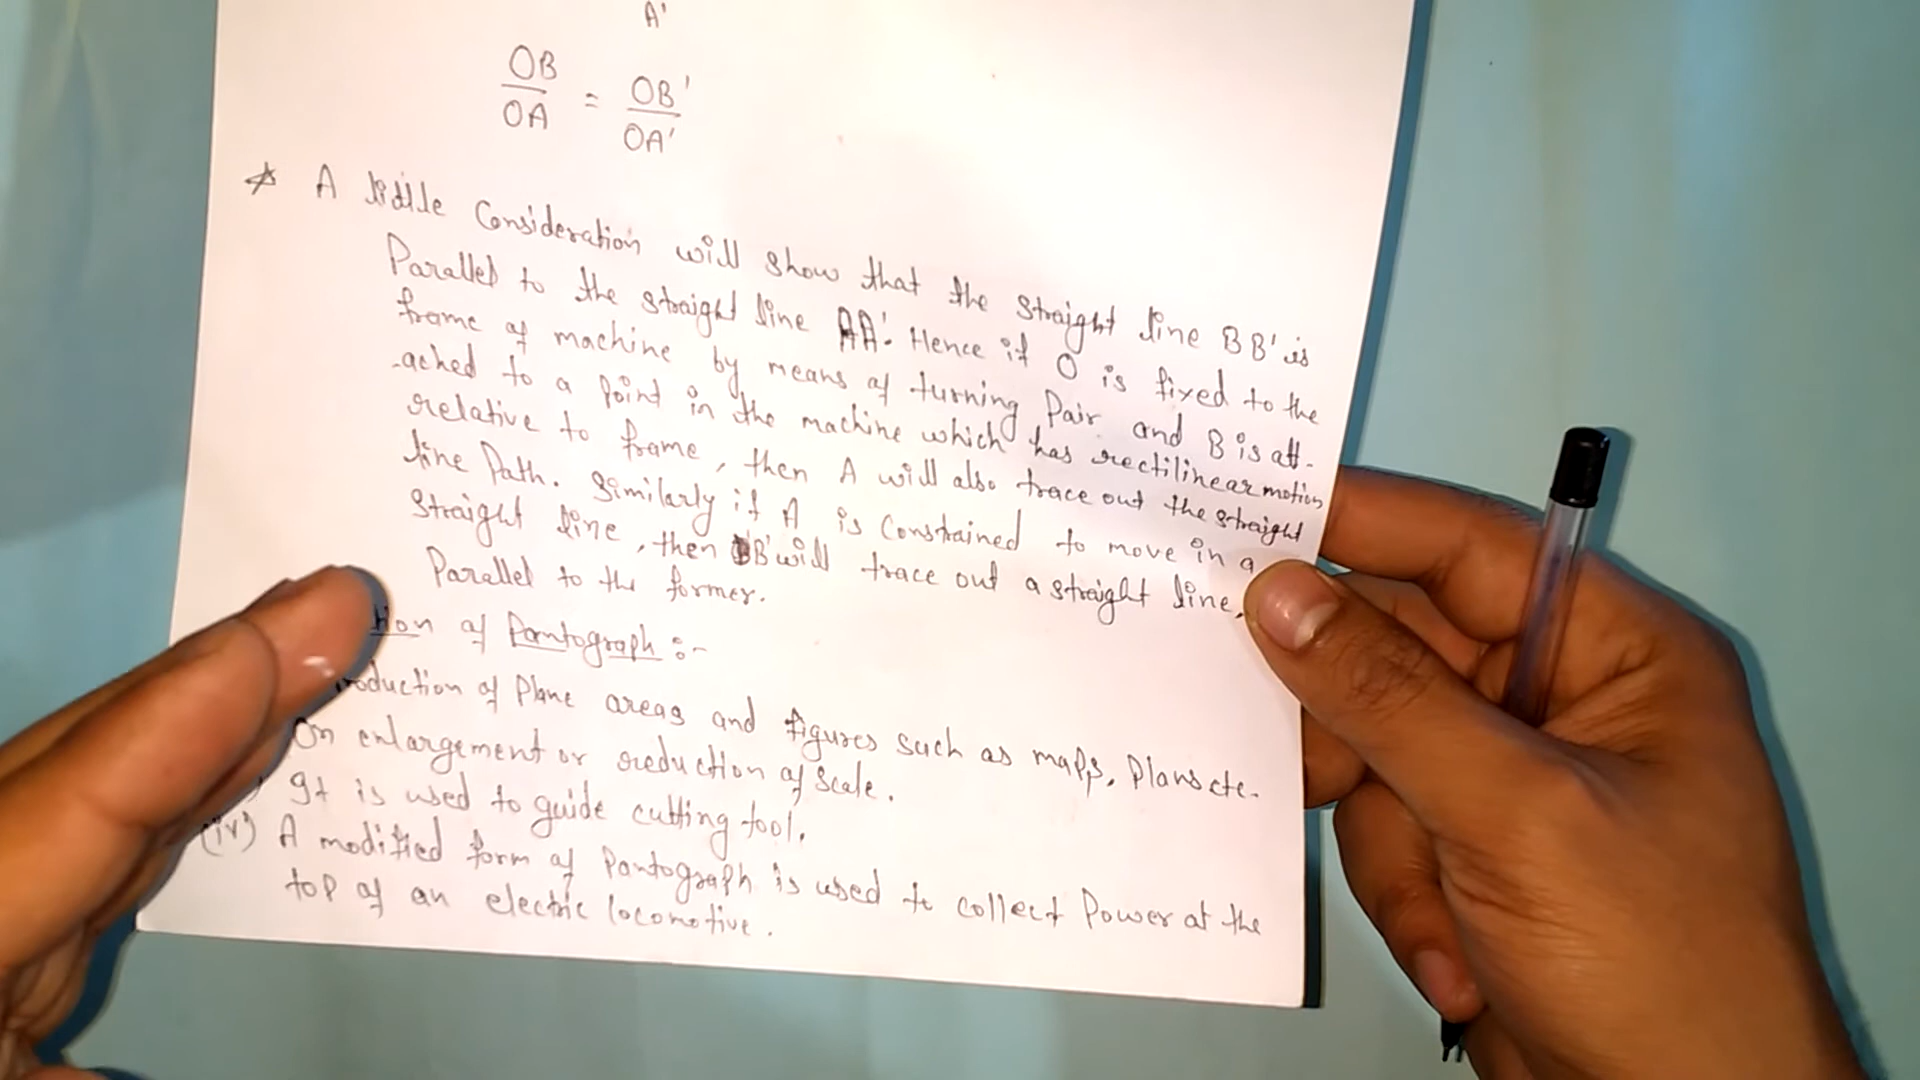 A'
OB/OA = OB'/OA'
A little Consideration will show that the straight line BB' is
Parallel to the straight line AA'. Hence if O is fixed to the
frame of machine by means of turning Pair and B is att-
-ached to a point in the machine which has rectilinear motion
relative to frame, then A will also trace out the straight
line Path. Similarly if A is Constrained to move in a
straight line, then BB' will trace out a straight line,
Parallel to the former.
tion of Pantograph :-
roduction of Plane areas and figures such as maps, Plans etc.
On enlargement or reduction of scale.
It is used to guide cutting tool.
(iv) A modified form of Pantograph is used to collect Power at the
top of an electric locomotive.